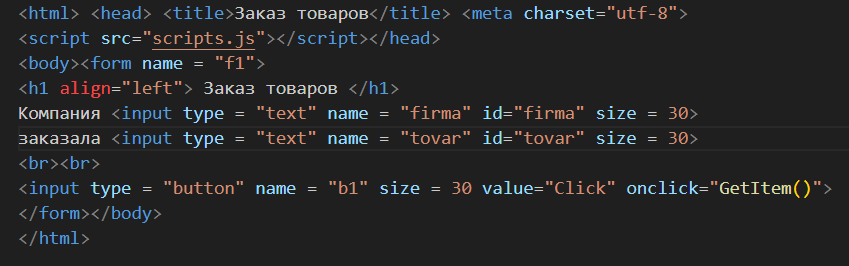 <html> <head> <title>Заказ товаров</title> <meta charset="utf-8">
<script src="scripts.js"></script></head>
<body><form name = "f1">
<h1 align="left"> Заказ товаров </h1>
Компания <input type = "text" name = "firma" id="firma" size = 30>
заказала <input type = "text" name = "tovar" id="tovar" size = 30>
<br><br>
<input type = "button" name = "b1" size = 30 value="Click" onclick="GetItem()">
</form></body>
</html>